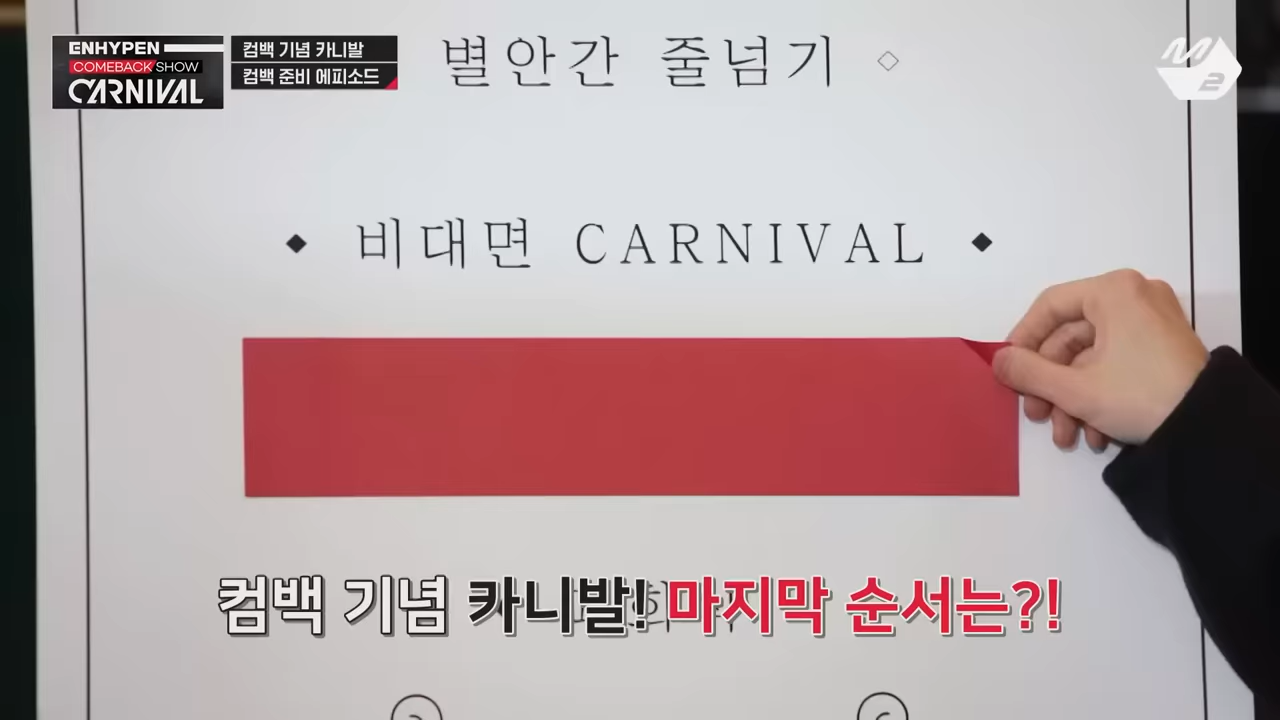 ENHYPEN
COMEBACK SHOW
CARNIVAL
컴백 기념 카니발
컴백 준비 에피소드
M2
별안간 줄넘기 ◇
◆ 비대면 CARNIVAL ◆
컴백 기념 카니발! 마지막 순서는?!